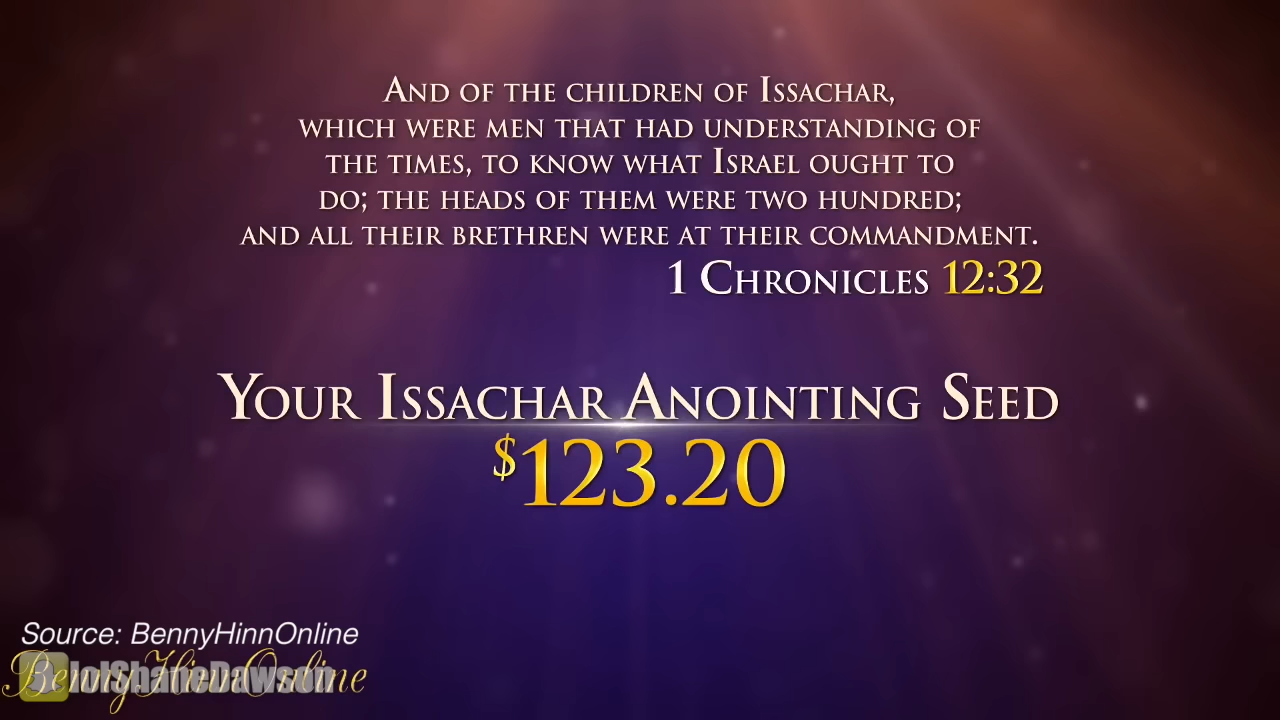 And of the children of Issachar,
which were men that had understanding of
the times, to know what Israel ought to
do; the heads of them were two hundred;
and all their brethren were at their commandment.
1 Chronicles 12:32
Your Issachar Anointing Seed
$123.20
Source: BennyHinnOnline
BennyHinnOnline
lolShaneDawson